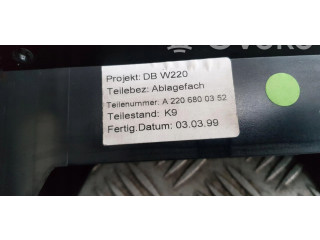 Projekt: DB W220
Teilebez: Ablagefach
Teilenummer: A 220 680 03 52
Teilestand: K9
Fertig.Datum: 03.03.99